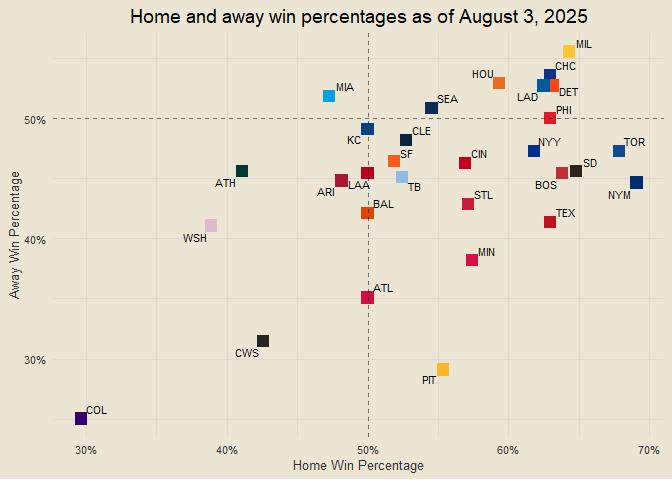 Home and away win percentages as of August 3, 2025
MIL
CHC
HOU
DET
LAD
MIA
SEA
PHI
50%
CLE
KC
NYY
TOR
SF
CIN
SD
ATH
LAA
TB
BOS
ARI
NYM
STL
BAL
TEX
WSH
40%
MIN
ATL
CWS
30%
PIT
COL
Away Win Percentage
30%
40%
50%
60%
70%
Home Win Percentage